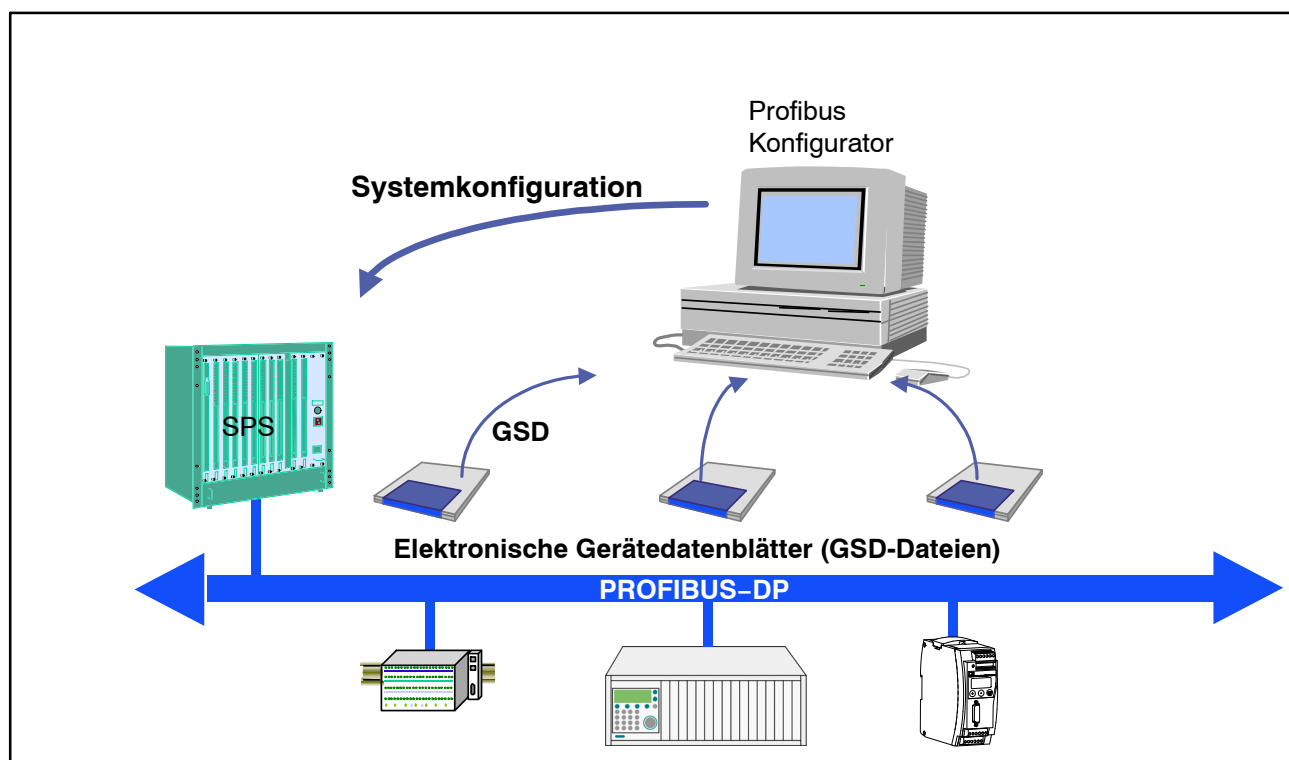 Profibus
Konfigurator
Systemkonfiguration
SPS
GSD
Elektronische Gerätedatenblätter (GSD-Dateien)
PROFIBUS–DP